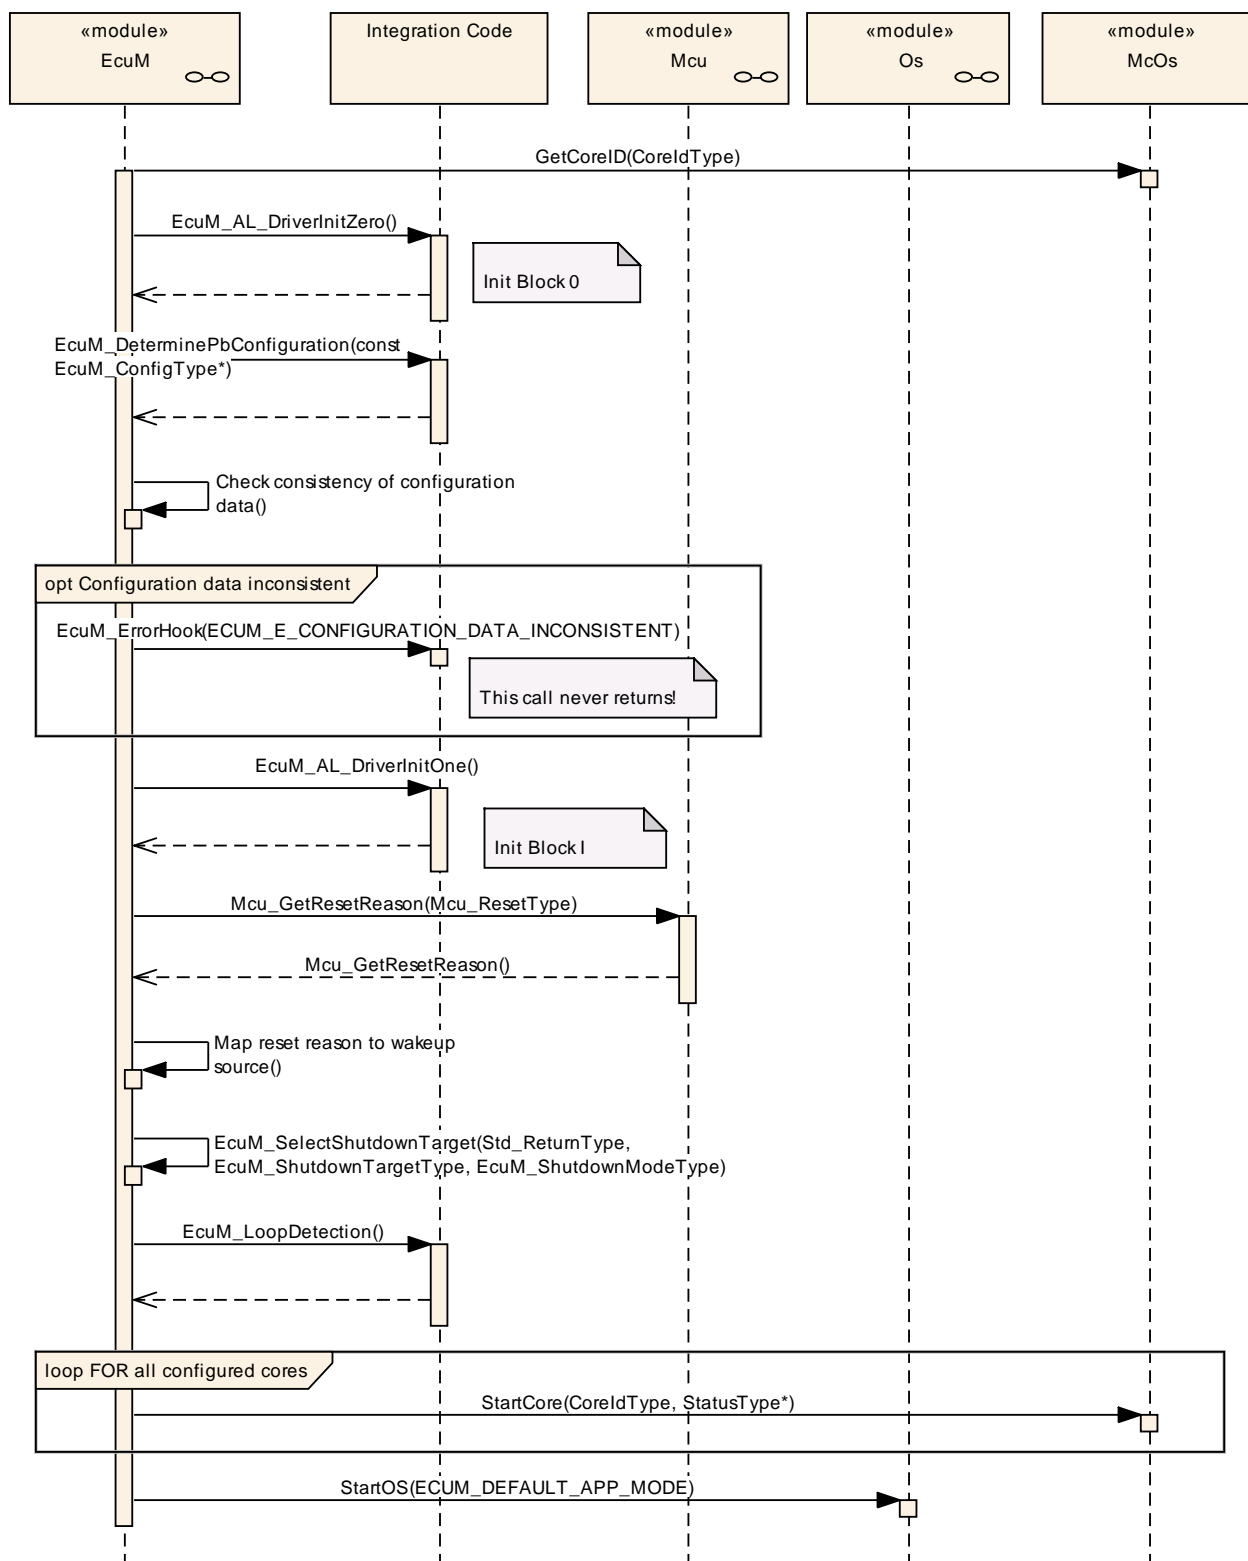 «module»
EcuM
Integration Code
«module»
Mcu
«module»
Os
«module»
McOs
GetCoreID(CoreIdType)
EcuM_AL_DriverInitZero()
Init Block 0
EcuM_DeterminePbConfiguration(const
EcuM_ConfigType*)
Check consistency of configuration
data()
opt Configuration data inconsistent
EcuM_ErrorHook(ECUM_E_CONFIGURATION_DATA_INCONSISTENT)
This call never returns!
EcuM_AL_DriverInitOne()
Init Block I
Mcu_GetResetReason(Mcu_ResetType)
Mcu_GetResetReason()
Map reset reason to wakeup
source()
EcuM_SelectShutdownTarget(Std_ReturnType,
EcuM_ShutdownTargetType, EcuM_ShutdownModeType)
EcuM_LoopDetection()
loop FOR all configured cores
StartCore(CoreIdType, StatusType*)
StartOS(ECUM_DEFAULT_APP_MODE)